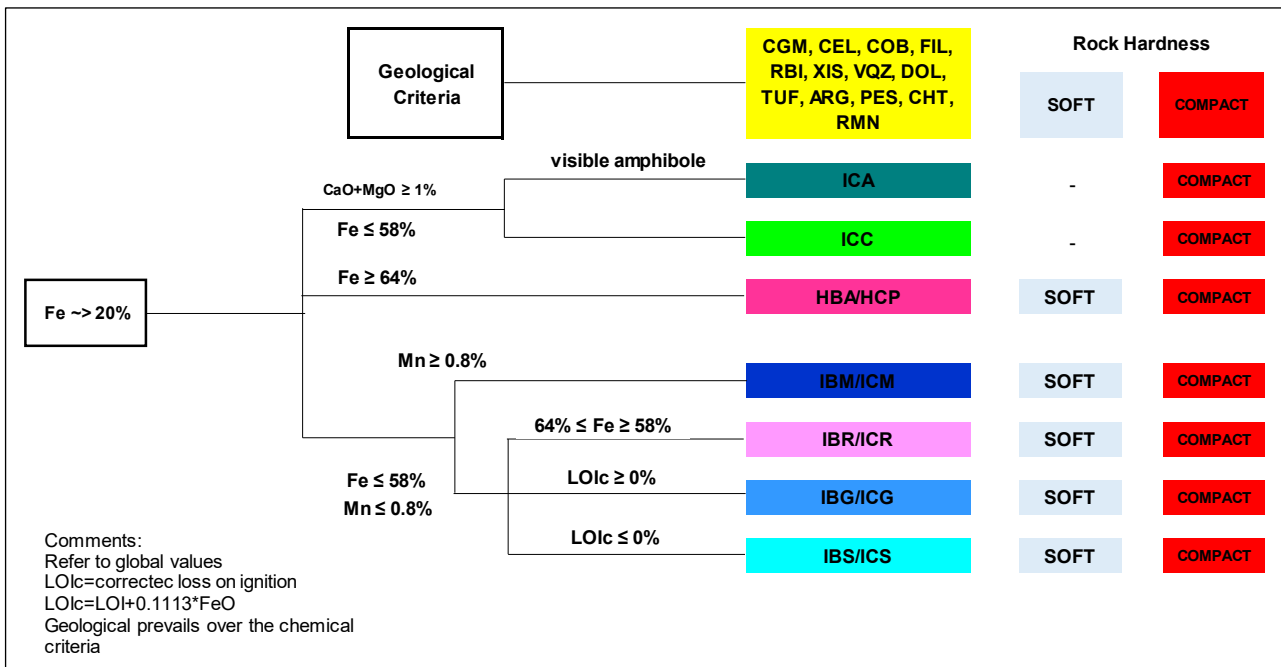 Geological
Criteria
CGM, CEL, COB, FIL,
RBI, XIS, VQZ, DOL,
TUF, ARG, PES, CHT,
RMN
Rock Hardness
SOFT
COMPACT
visible amphibole
CaO+MgO ≥ 1%
Fe ≤ 58%
ICA
-
COMPACT
ICC
-
COMPACT
Fe ~> 20%
Fe ≥ 64%
HBA/HCP
SOFT
COMPACT
Mn ≥ 0.8%
IBM/ICM
SOFT
COMPACT
64% ≤ Fe ≥ 58%
IBR/ICR
SOFT
COMPACT
Fe ≤ 58%
Mn ≤ 0.8%
LOIc ≥ 0%
IBG/ICG
SOFT
COMPACT
LOIc ≤ 0%
IBS/ICS
SOFT
COMPACT
Comments:
Refer to global values
LOIc=correctec loss on ignition
LOIc=LOI+0.1113*FeO
Geological prevails over the chemical
criteria